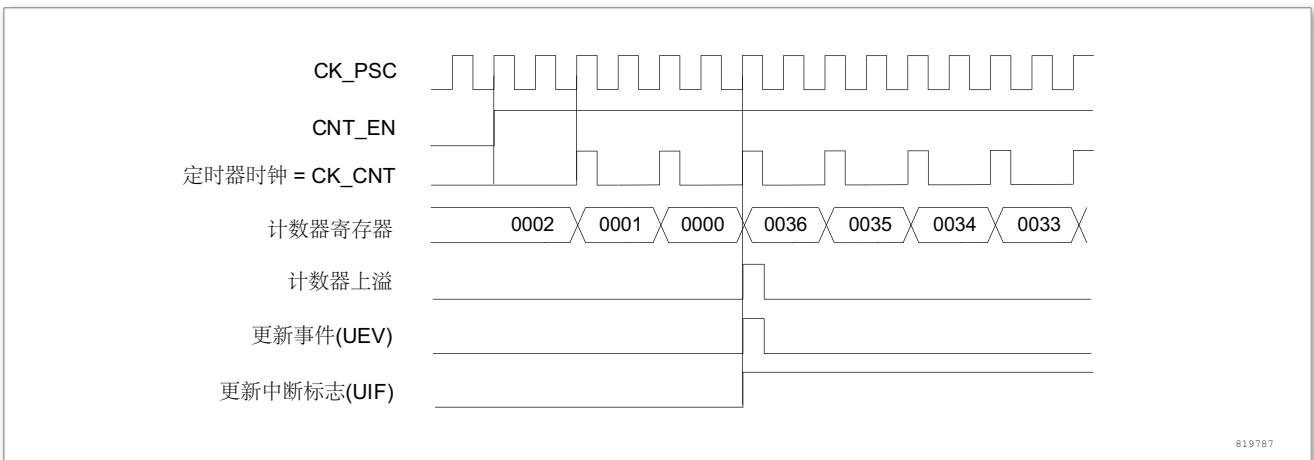 CK_PSC
CNT_EN
定时器时钟 = CK_CNT
计数器寄存器 0002 0001 0000 0036 0035 0034 0033
计数器上溢
更新事件(UEV)
更新中断标志(UIF)
819787